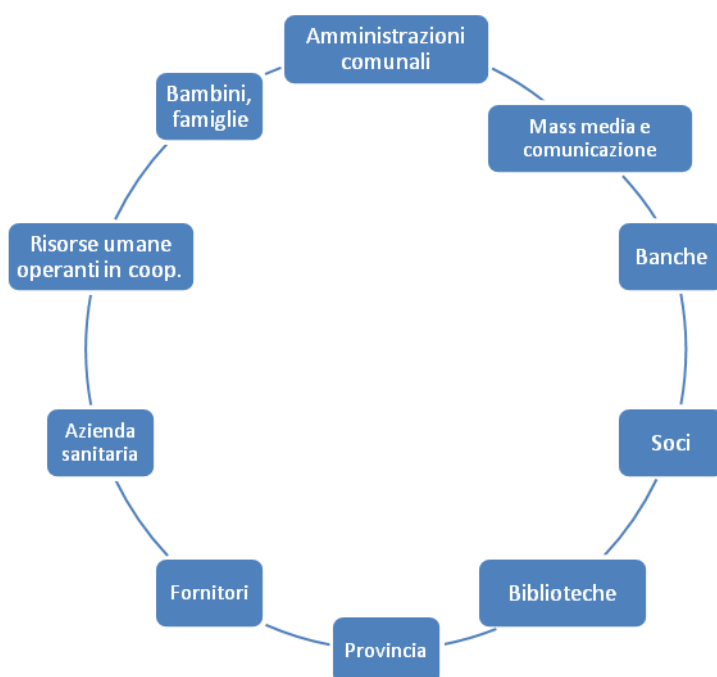 Amministrazioni
comunali
Mass media e
comunicazione
Banche
Soci
Biblioteche
Provincia
Fornitori
Azienda
sanitaria
Risorse umane
operanti in coop.
Bambini,
famiglie